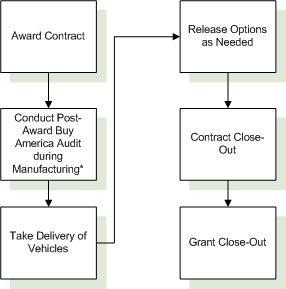 Award Contract
Conduct Post-
Award Buy
America Audit
during
Manufacturing*
Take Delivery of
Vehicles
Release Options
as Needed
Contract Close-
Out
Grant Close-Out